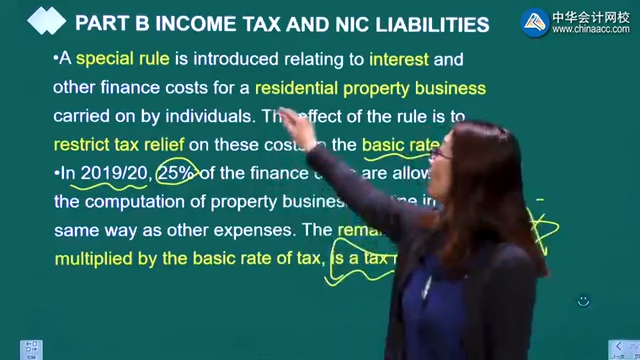 PART B INCOME TAX AND NIC LIABILITIES
中华会计网校
www.chinaacc.com
•A special rule is introduced relating to interest and
other finance costs for a residential property business
carried on by individuals. The effect of the rule is to
restrict tax relief on these costs to the basic rate
•In 2019/20, 25% of the finance are allow
the computation of property business in
same way as other expenses. The
multiplied by the basic rate of tax, is a tax